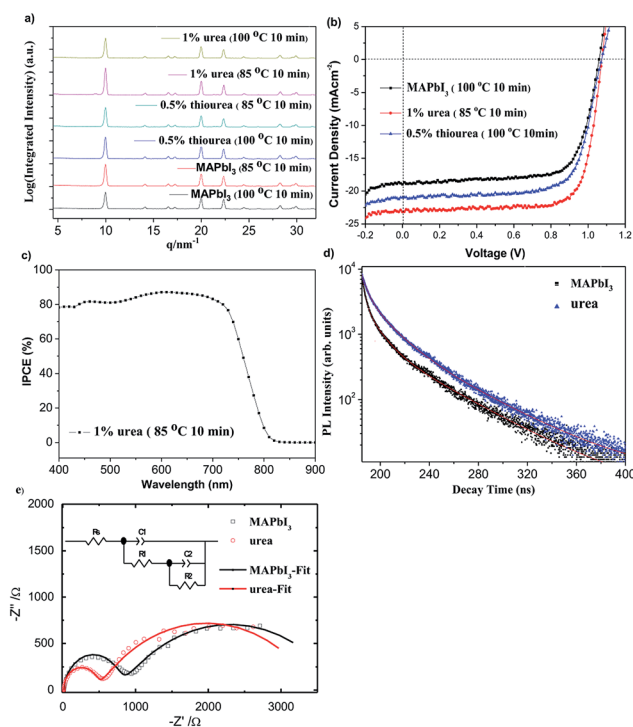 a)
Log(Integrated Intensity) (a.u.)
1% urea (100 °C 10 min)
1% urea (85 °C 10 min)
0.5% thiourea (85 °C 10 min)
0.5% thiourea (100 °C 10 min)
MAPbI3 (85 °C 10 min)
MAPbI3 (100 °C 10 min)
5 10 15 20 25 30
q/nm-1
(b)
Current Density (mAcm-2)
5
0
-5
-10
-15
-20
-25
MAPbI3 ( 100 °C 10 min)
1% urea ( 85 °C 10 min)
0.5% thiourea (100 °C 10min)
-0.2 0.0 0.2 0.4 0.6 0.8 1.0 1.2
Voltage (V)
c)
IPCE (%)
100
80
60
40
20
0
1% urea ( 85 °C 10 min)
400 500 600 700 800 900
Wavelength (nm)
d)
PL Intensity (arb. units)
10^4
10^3
10^2
MAPbI3
urea
200 240 280 320 360 400
Decay Time (ns)
e)
-Z'' /Ω
2000
1500
1000
500
0
Rs
C1
R1
C2
R2
MAPbI3
urea
MAPbI3-Fit
urea-Fit
0 1000 2000 3000
-Z' /Ω